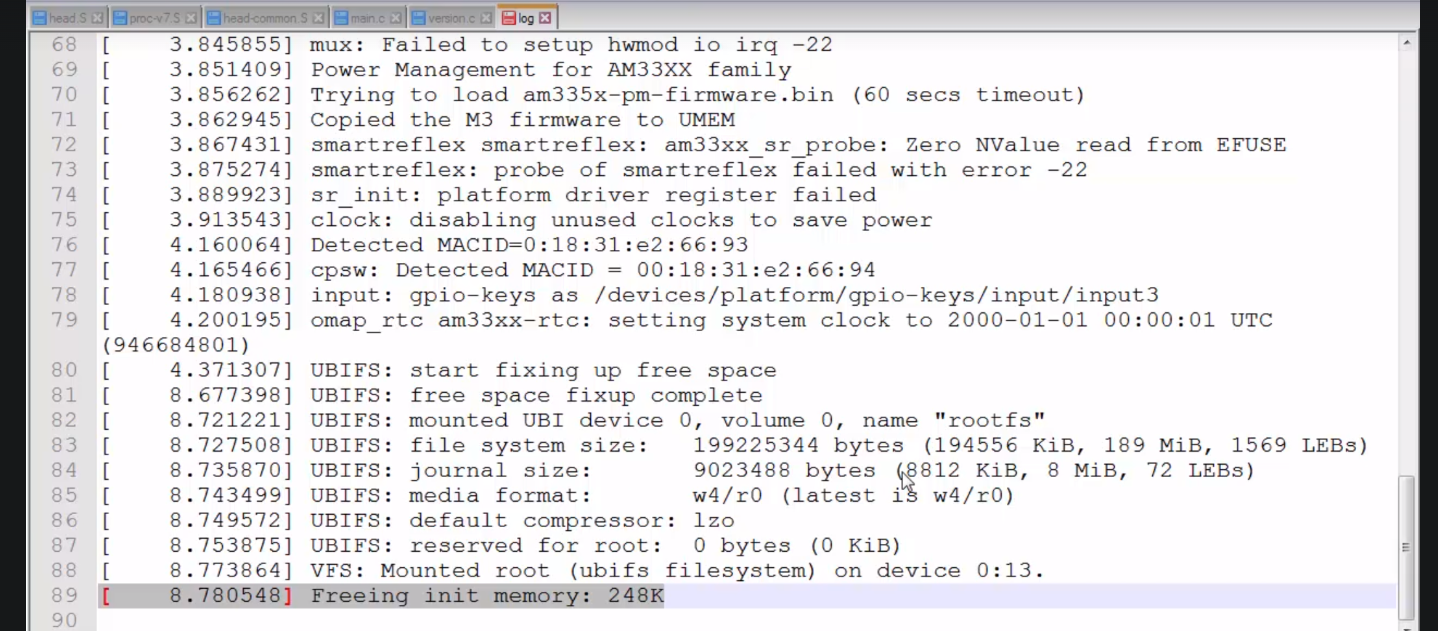 head.S proc-v7.S head-common.S main.c version.c log
68 [ 3.845855] mux: Failed to setup hwmod io irq -22
69 [ 3.851409] Power Management for AM33XX family
70 [ 3.856262] Trying to load am335x-pm-firmware.bin (60 secs timeout)
71 [ 3.862945] Copied the M3 firmware to UMEM
72 [ 3.867431] smartreflex smartreflex: am33xx_sr_probe: Zero NValue read from EFUSE
73 [ 3.875274] smartreflex: probe of smartreflex failed with error -22
74 [ 3.889923] sr_init: platform driver register failed
75 [ 3.913543] clock: disabling unused clocks to save power
76 [ 4.160064] Detected MACID=0:18:31:e2:66:93
77 [ 4.165466] cpsw: Detected MACID = 00:18:31:e2:66:94
78 [ 4.180938] input: gpio-keys as /devices/platform/gpio-keys/input/input3
79 [ 4.200195] omap_rtc am33xx-rtc: setting system clock to 2000-01-01 00:00:01 UTC
(946684801)
80 [ 4.371307] UBIFS: start fixing up free space
81 [ 8.677398] UBIFS: free space fixup complete
82 [ 8.721221] UBIFS: mounted UBI device 0, volume 0, name "rootfs"
83 [ 8.727508] UBIFS: file system size: 199225344 bytes (194556 KiB, 189 MiB, 1569 LEBs)
84 [ 8.735870] UBIFS: journal size: 9023488 bytes (8812 KiB, 8 MiB, 72 LEBs)
85 [ 8.743499] UBIFS: media format: w4/r0 (latest is w4/r0)
86 [ 8.749572] UBIFS: default compressor: lzo
87 [ 8.753875] UBIFS: reserved for root: 0 bytes (0 KiB)
88 [ 8.773864] VFS: Mounted root (ubifs filesystem) on device 0:13.
89 [ 8.780548] Freeing init memory: 248K
90